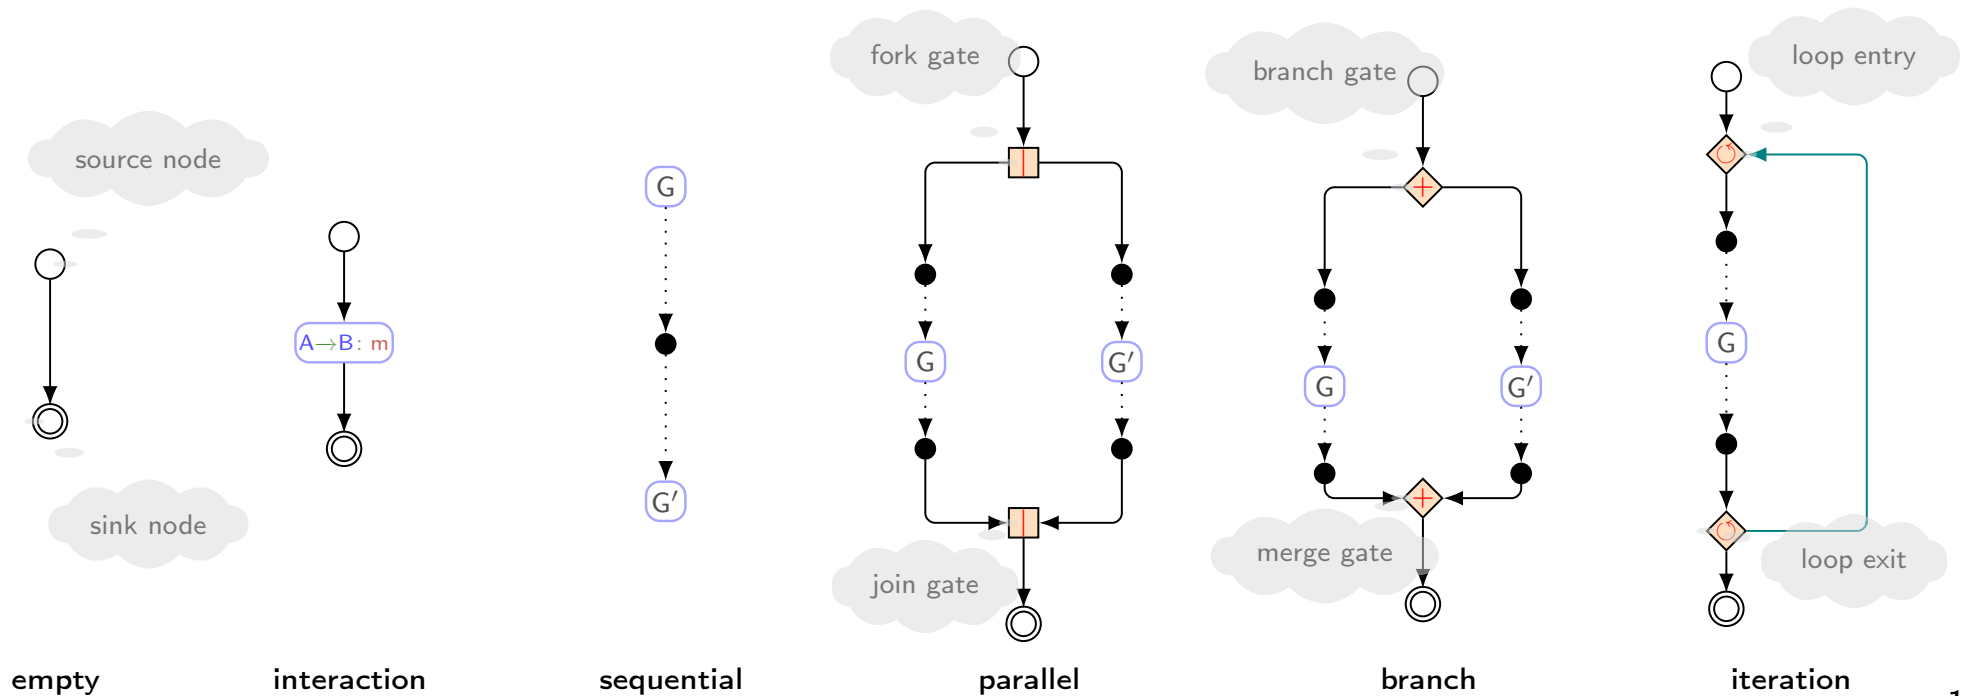 fork gate
branch gate
loop entry
source node
G
A→B: m
G
G′
G
G′
G
G′
sink node
join gate
merge gate
loop exit
empty
interaction
sequential
parallel
branch
iteration